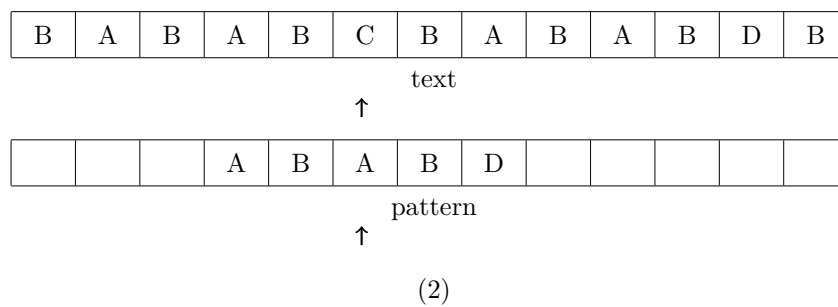 B A B A B C B A B A B D B
text
↑
A B A B D
pattern
↑
(2)